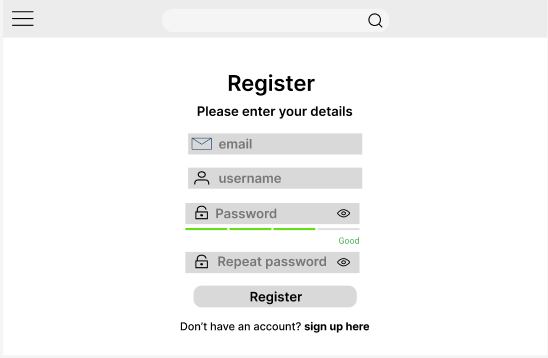 Register
Please enter your details
email
username
Password
Good
Repeat password
Register
Don't have an account? sign up here